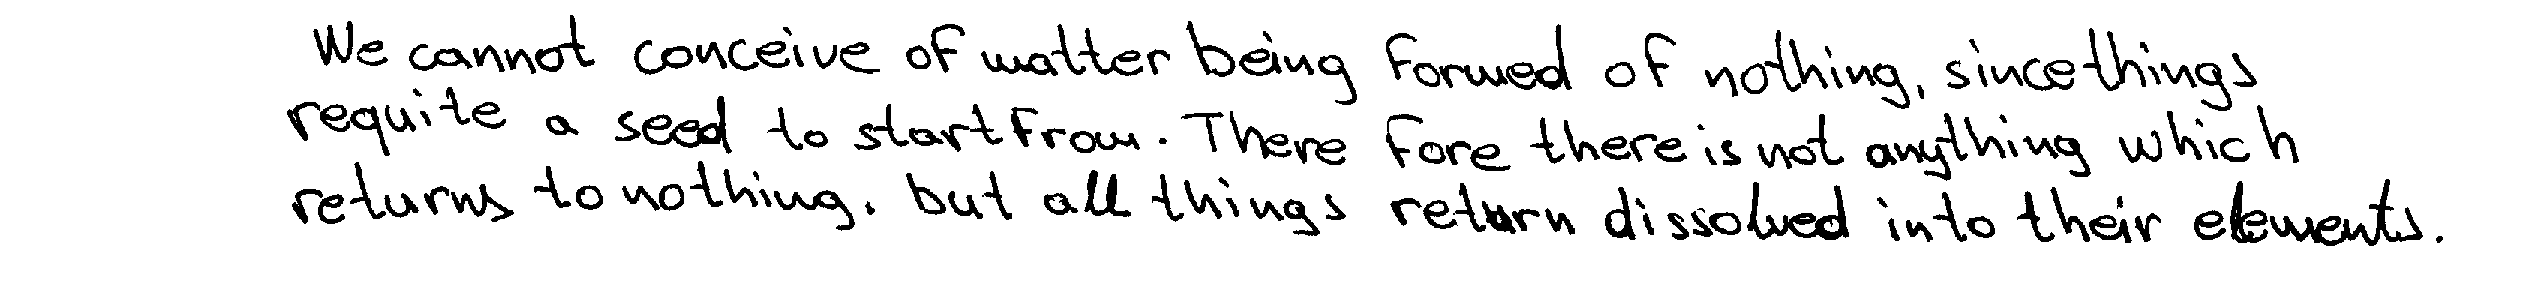 We cannot conceive of matter being formed of nothing, since things
requite a seed to start from. There fore there is not anything which
returns to nothing, but all things return dissolved into their elements.